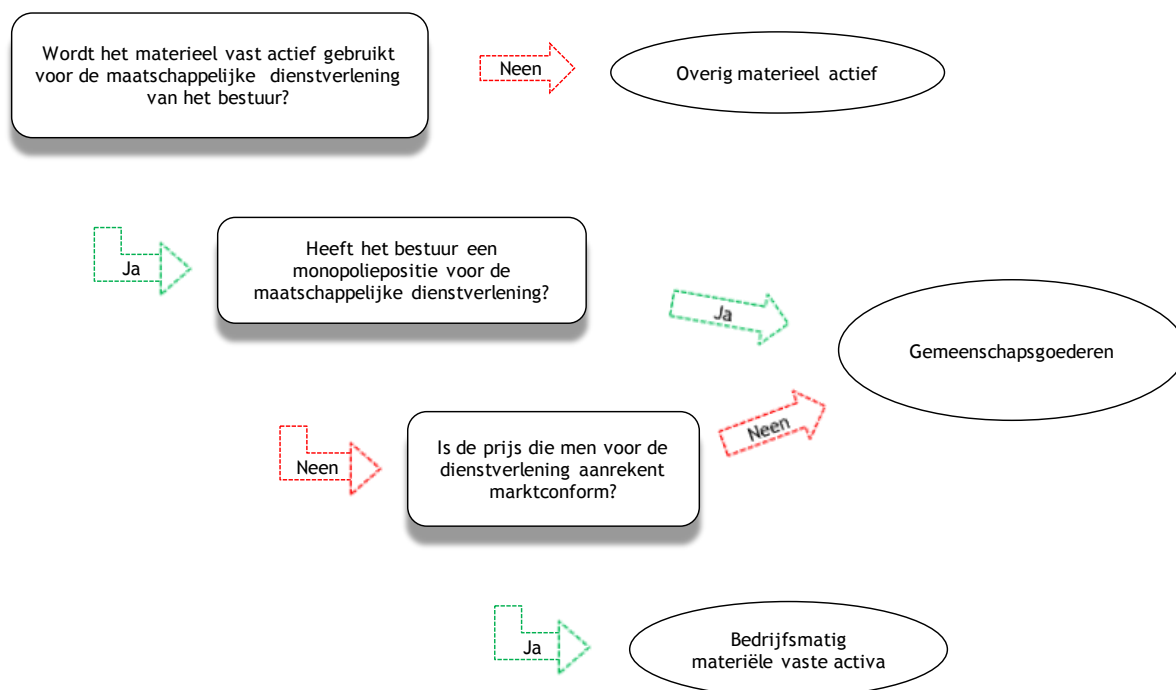 Wordt het materieel vast actief gebruikt
voor de maatschappelijke dienstverlening
van het bestuur?
Neen
Overig materieel actief
Ja
Heeft het bestuur een
monopoliepositie voor de
maatschappelijke dienstverlening?
Ja
Gemeenschapsgoederen
Neen
Is de prijs die men voor de
dienstverlening aanrekent
marktconform?
Neen
Ja
Bedrijfsmatig
materiële vaste activa